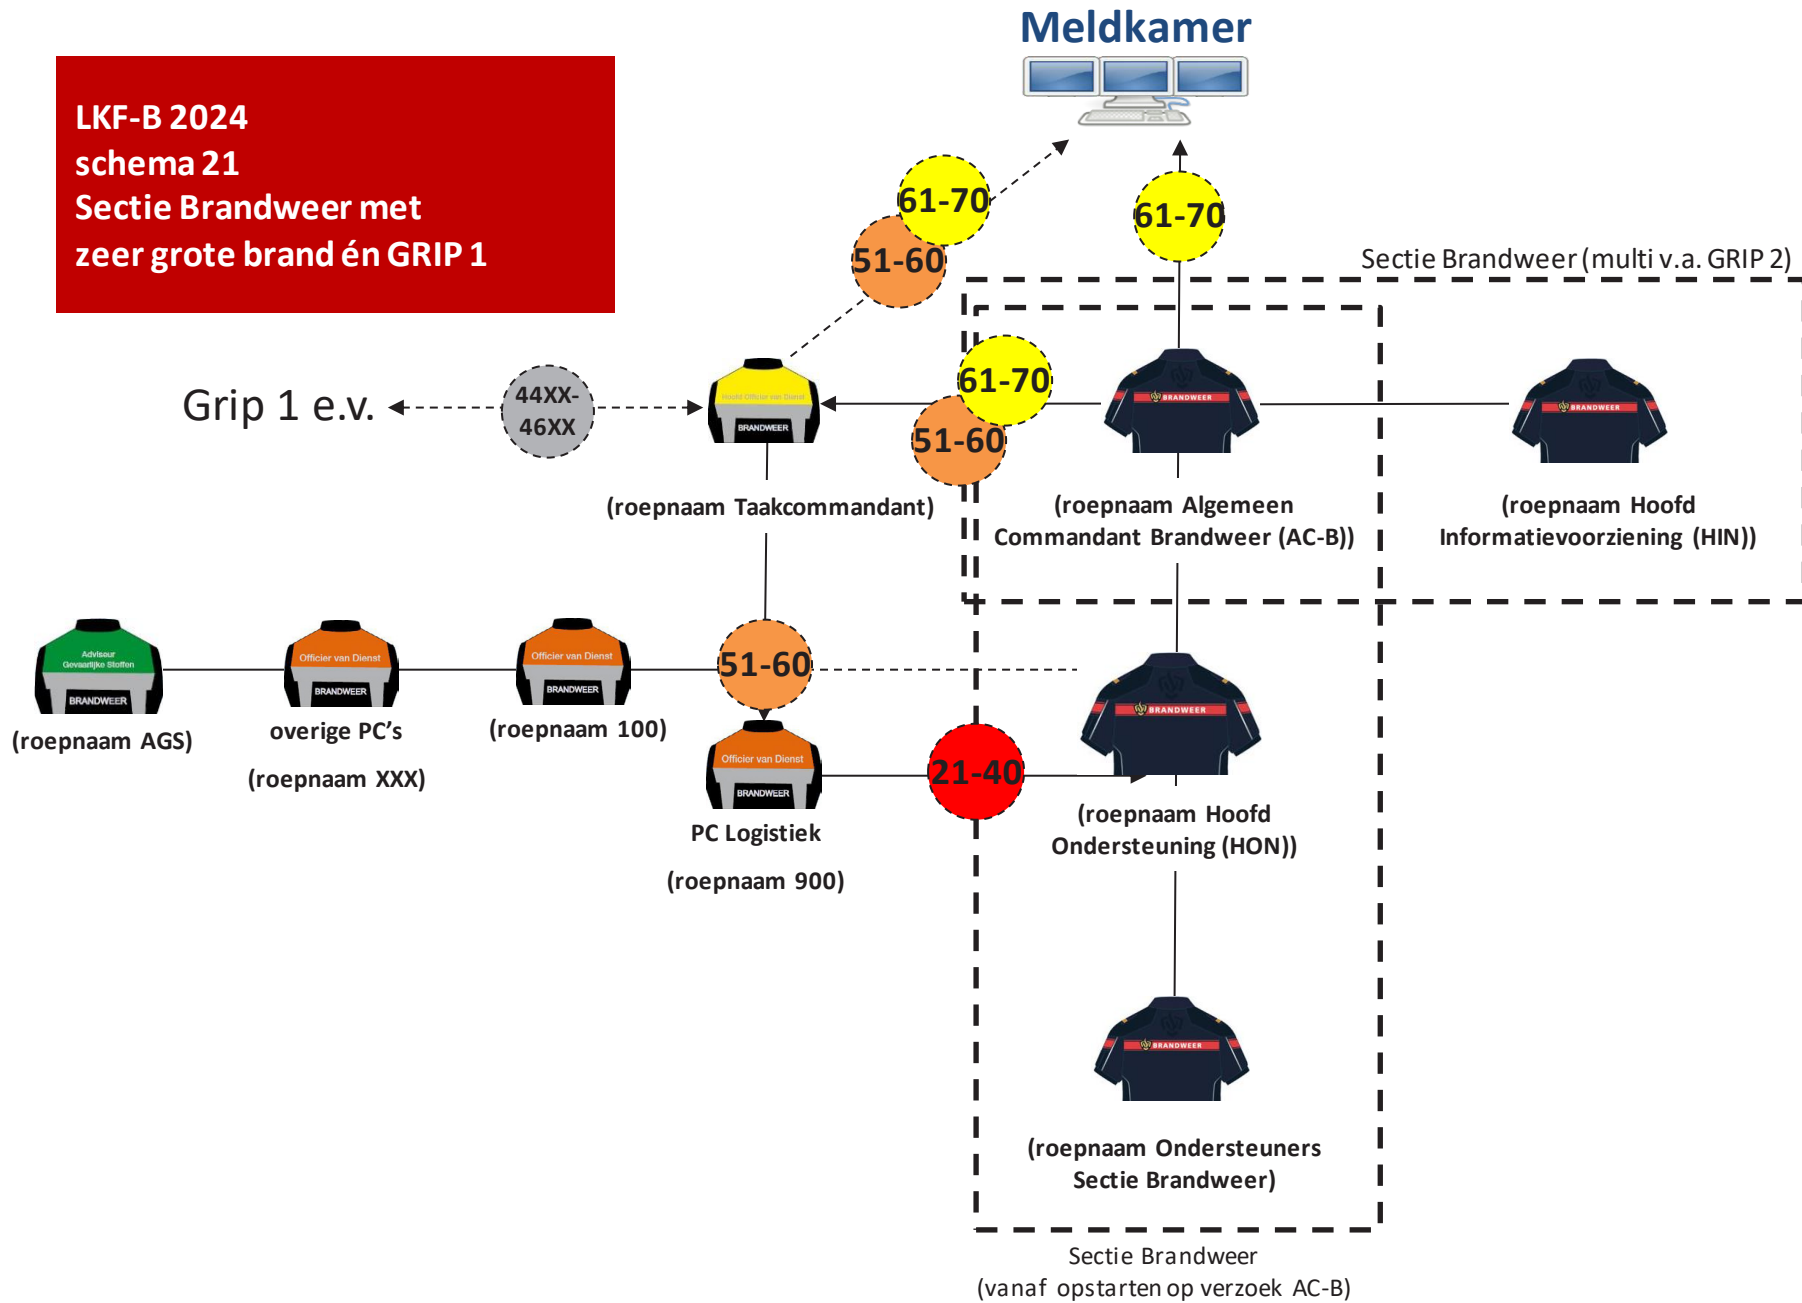 Meldkamer
LKF-B 2024
schema 21
Sectie Brandweer met
zeer grote brand én GRIP 1
61-70
51-60
61-70
Sectie Brandweer (multi v.a. GRIP 2)
Grip 1 e.v.
44XX-
46XX
Hoofd Officier van Dienst
BRANDWEER
61-70
51-60
BRANDWEER
BRANDWEER
(roepnaam Taakcommandant)
(roepnaam Algemeen
Commandant Brandweer (AC-B))
(roepnaam Hoofd
Informatievoorziening (HIN))
Adviseur
Gevaarlijke Stoffen
BRANDWEER
(roepnaam AGS)
Officier van Dienst
BRANDWEER
overige PC's
(roepnaam XXX)
Officier van Dienst
BRANDWEER
(roepnaam 100)
51-60
Officier van Dienst
BRANDWEER
PC Logistiek
(roepnaam 900)
21-40
BRANDWEER
(roepnaam Hoofd
Ondersteuning (HON))
BRANDWEER
(roepnaam Ondersteuners
Sectie Brandweer)
Sectie Brandweer
(vanaf opstarten op verzoek AC-B)